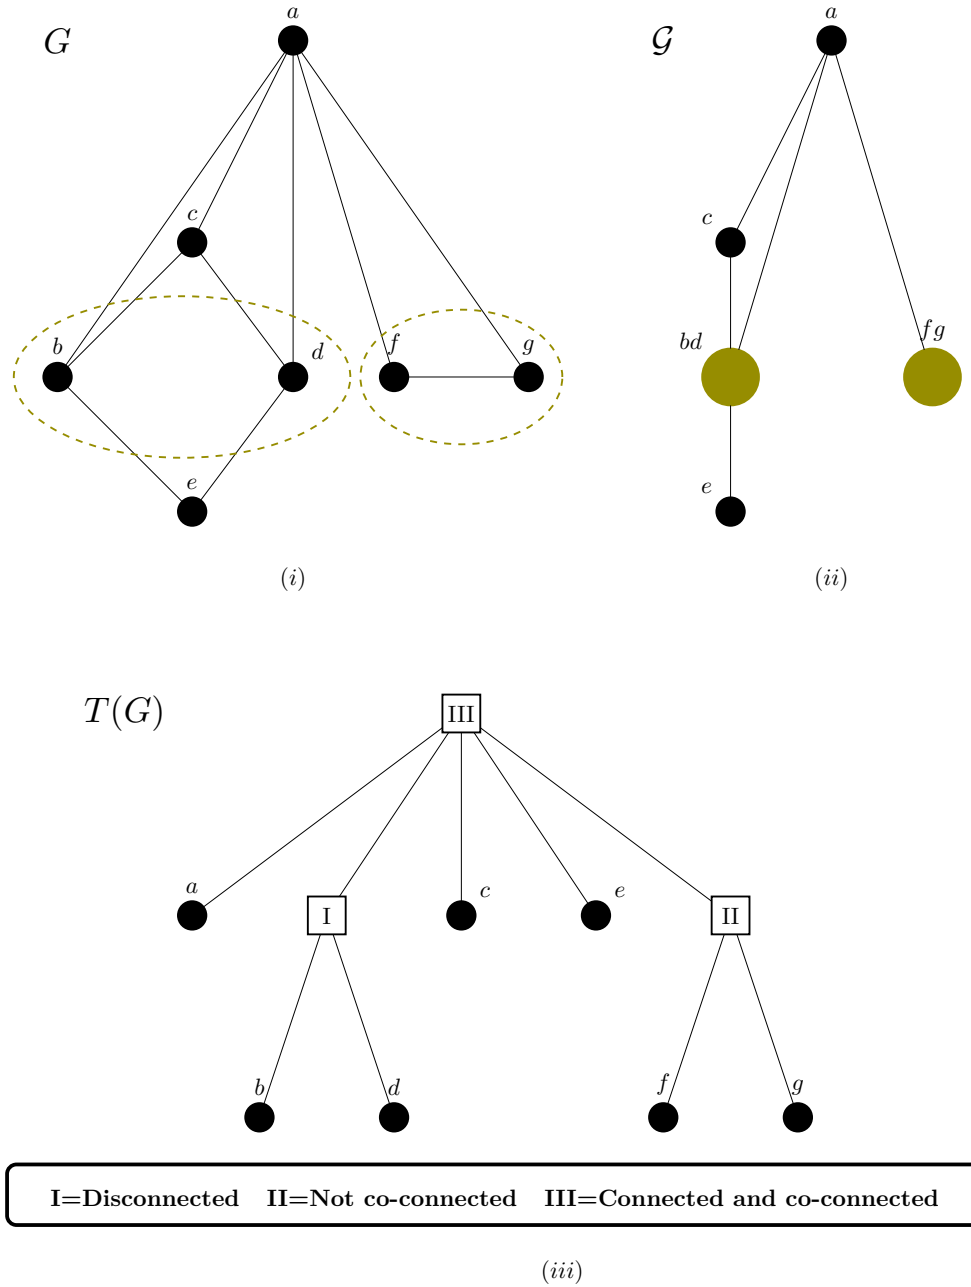 G
a
c
b
d
f
g
e
(i)
𝒢
a
c
bd
fg
e
(ii)
T(G)
III
a
I
c
e
II
b
d
f
g
I=Disconnected II=Not co-connected III=Connected and co-connected
(iii)